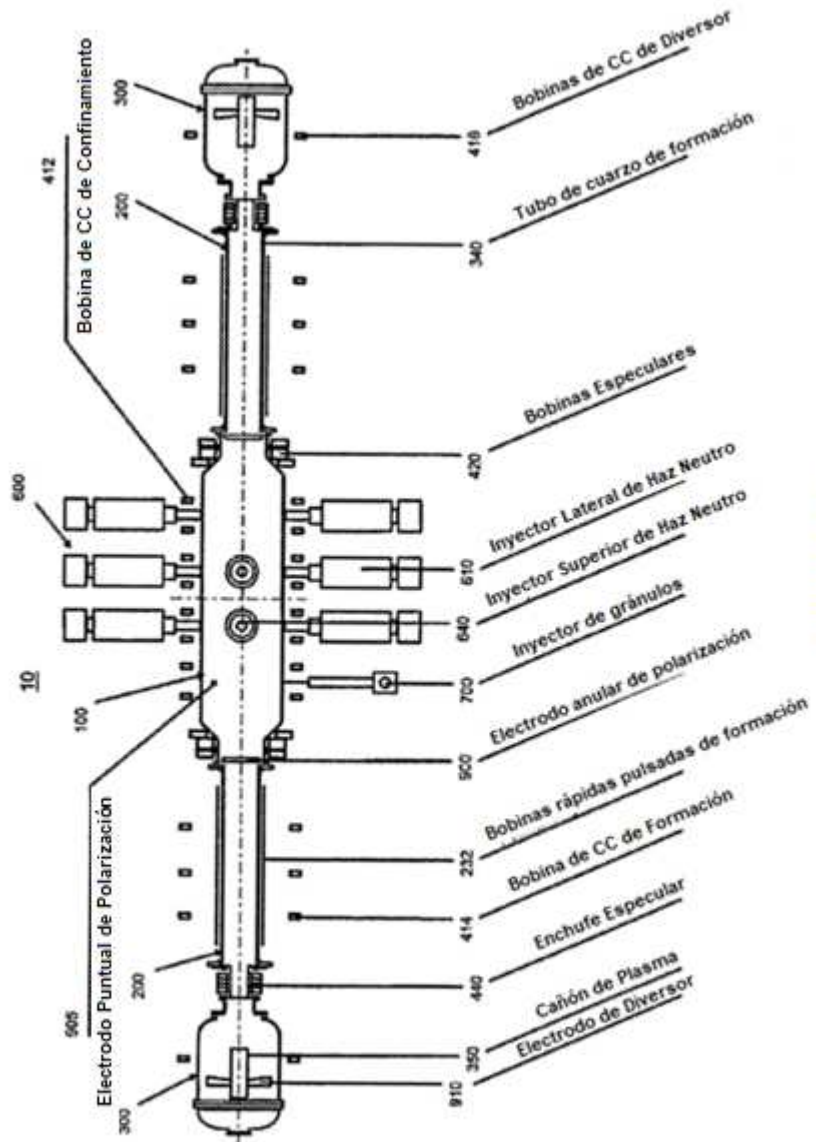 Bobina de CC de Confinamiento
412
300
200
600
10
100
Electrodo Puntual de Polarización
905
200
300
416 Bobinas de CC de Diversor
340 Tubo de cuarzo de formación
420 Bobinas Especulares
610 Inyector Lateral de Haz Neutro
640 Inyector Superior de Haz Neutro
700 Inyector de gránulos
900 Electrodo anular de polarización
232 Bobinas rápidas pulsadas de formación
414 Bobina de CC de Formación
440 Enchufe Especular
350 Cañón de Plasma
910 Electrodo de Diversor